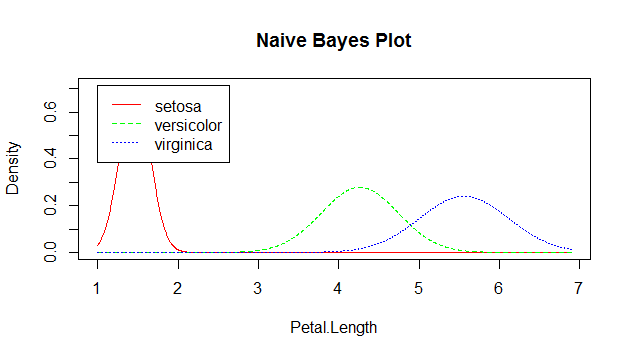 Naive Bayes Plot
Density
0.0 0.2 0.4 0.6
setosa
versicolor
virginica
1 2 3 4 5 6 7
Petal.Length